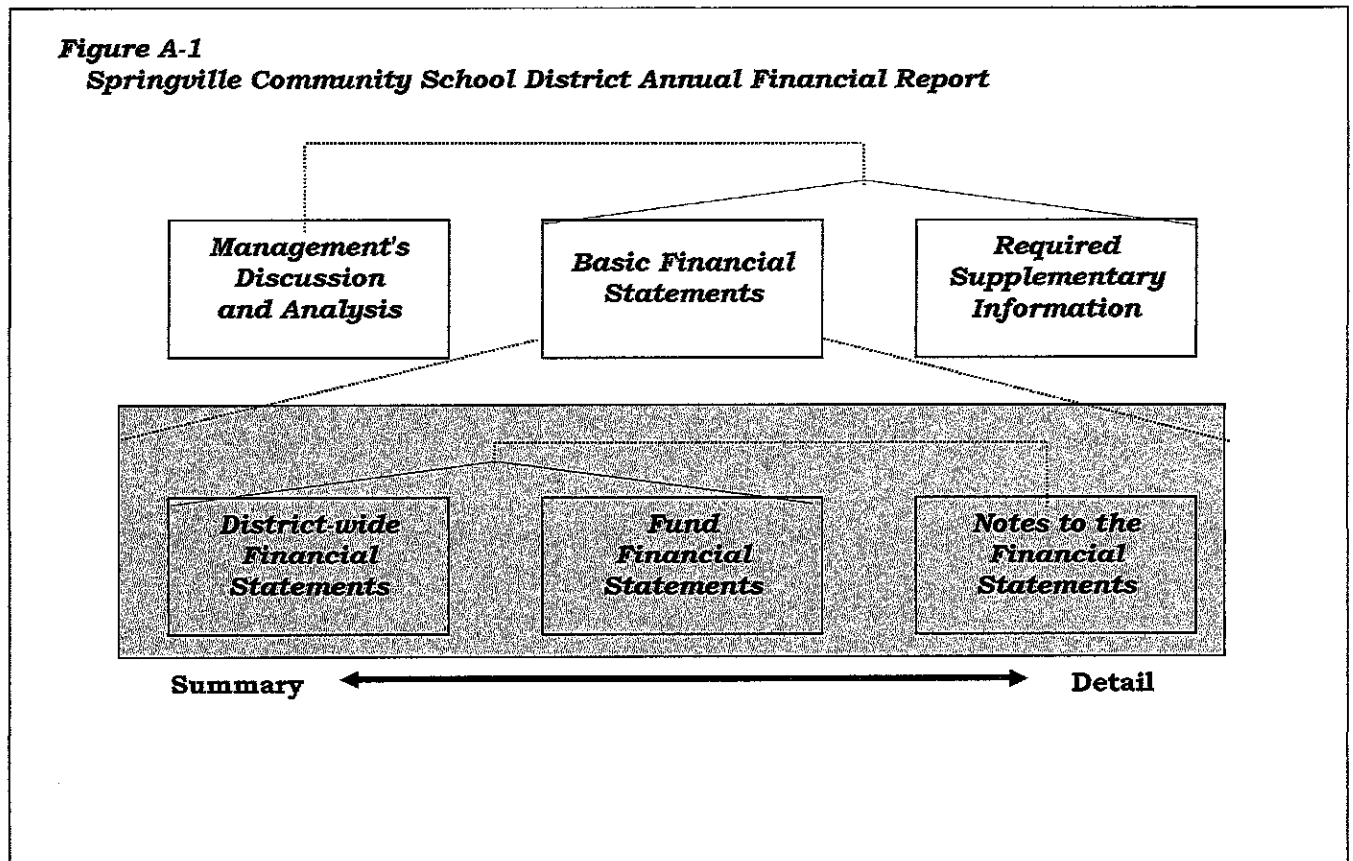 Figure A-1
Springville Community School District Annual Financial Report
Management's
Discussion
and Analysis
Basic Financial
Statements
Required
Supplementary
Information
District-wide
Financial
Statements
Fund
Financial
Statements
Notes to the
Financial
Statements
Summary
Detail